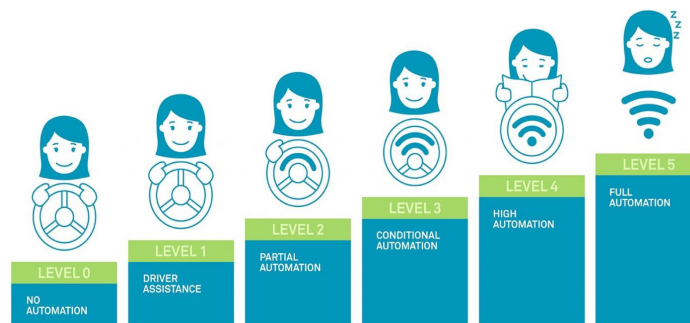 LEVEL 0
NO
AUTOMATION
LEVEL 1
DRIVER
ASSISTANCE
LEVEL 2
PARTIAL
AUTOMATION
LEVEL 3
CONDITIONAL
AUTOMATION
LEVEL 4
HIGH
AUTOMATION
z
z
z
LEVEL 5
FULL
AUTOMATION